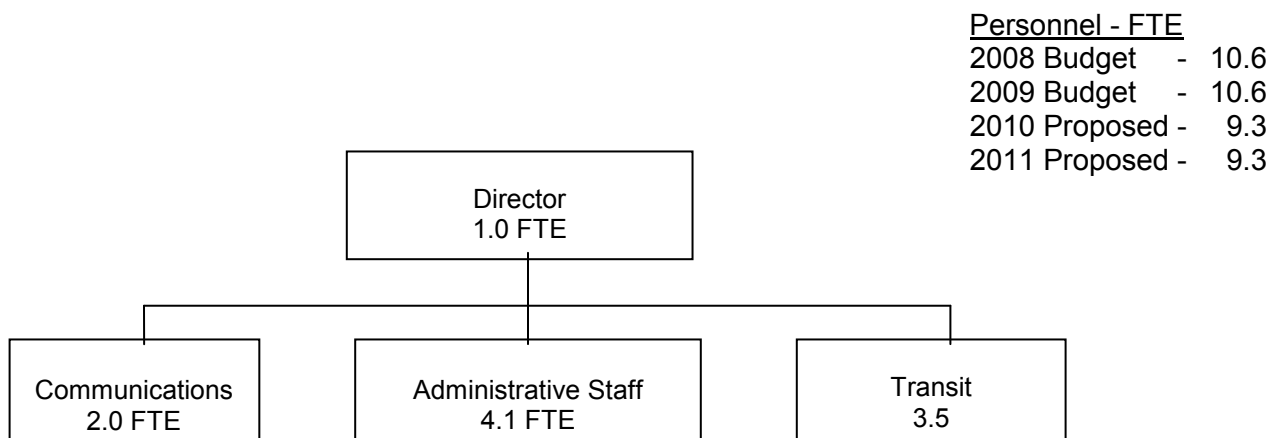 Personnel - FTE
2008 Budget - 10.6
2009 Budget - 10.6
2010 Proposed - 9.3
2011 Proposed - 9.3
Director
1.0 FTE
Communications
2.0 FTE
Administrative Staff
4.1 FTE
Transit
3.5